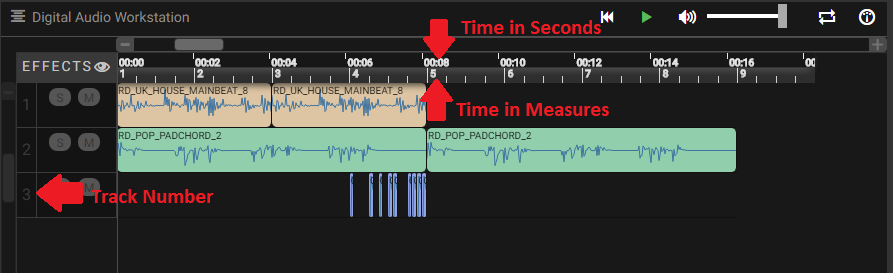 Digital Audio Workstation
Time in Seconds
EFFECTS
00:00 00:02 00:04 00:06 00:08 00:10 00:12 00:14 00:16
1 2 3 4 5 6 7 8 9
Time in Measures
1 S M RD_UK_HOUSE_MAINBEAT_8 RD_UK_HOUSE_MAINBEAT_8
2 S M RD_POP_PADCHORD_2 RD_POP_PADCHORD_2
3 M
Track Number